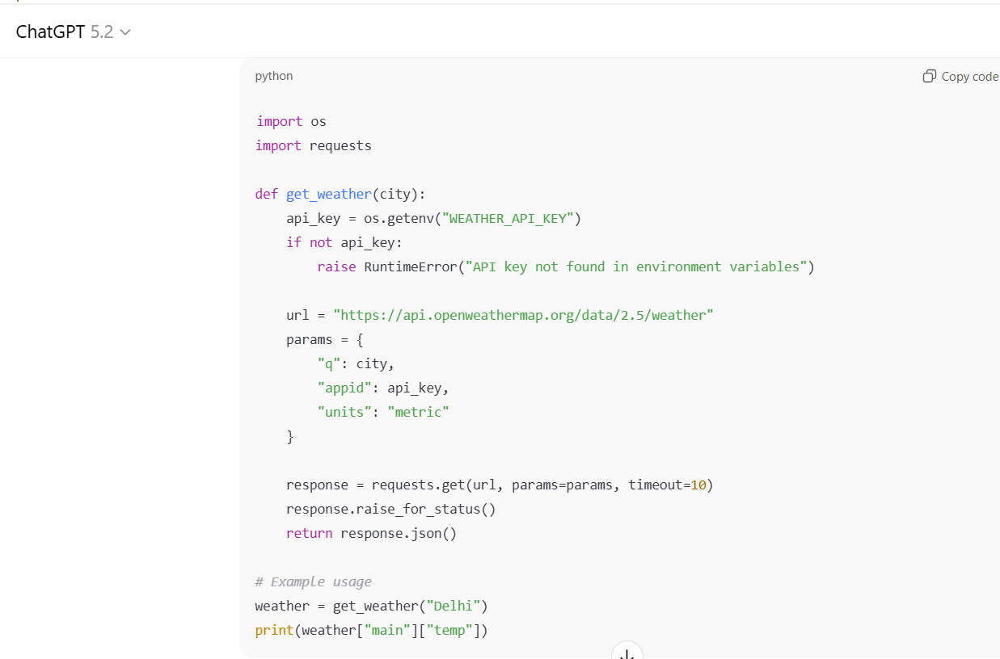 ChatGPT 5.2
python
Copy code
import os
import requests
def get_weather(city):
    api_key = os.getenv("WEATHER_API_KEY")
    if not api_key:
        raise RuntimeError("API key not found in environment variables")
    url = "https://api.openweathermap.org/data/2.5/weather"
    params = {
        "q": city,
        "appid": api_key,
        "units": "metric"
    }
    response = requests.get(url, params=params, timeout=10)
    response.raise_for_status()
    return response.json()
# Example usage
weather = get_weather("Delhi")
print(weather["main"]["temp"])